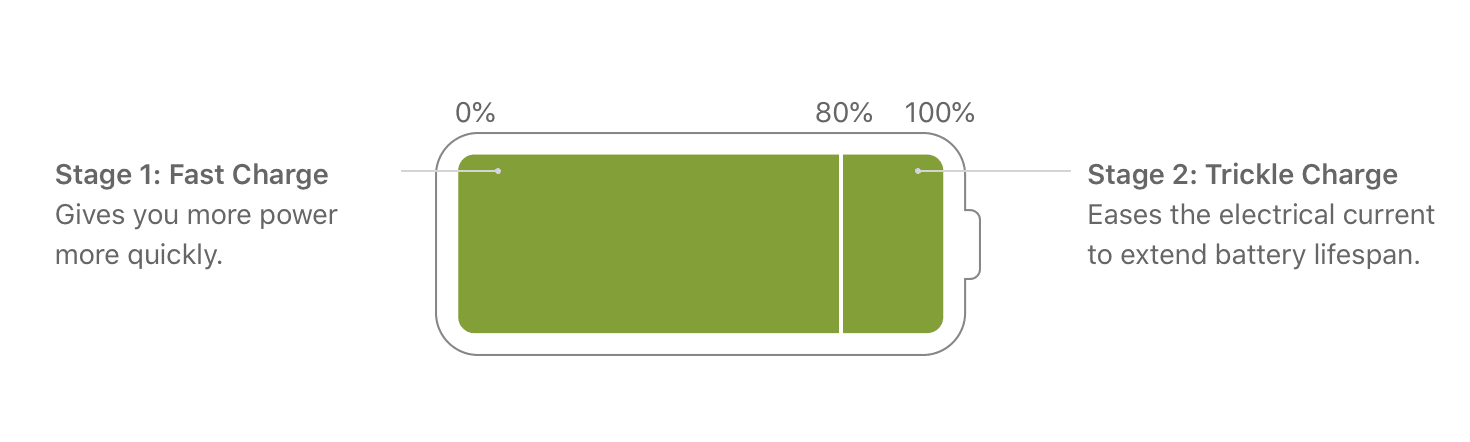 0%
80%
100%
Stage 1: Fast Charge
Gives you more power
more quickly.
Stage 2: Trickle Charge
Eases the electrical current
to extend battery lifespan.